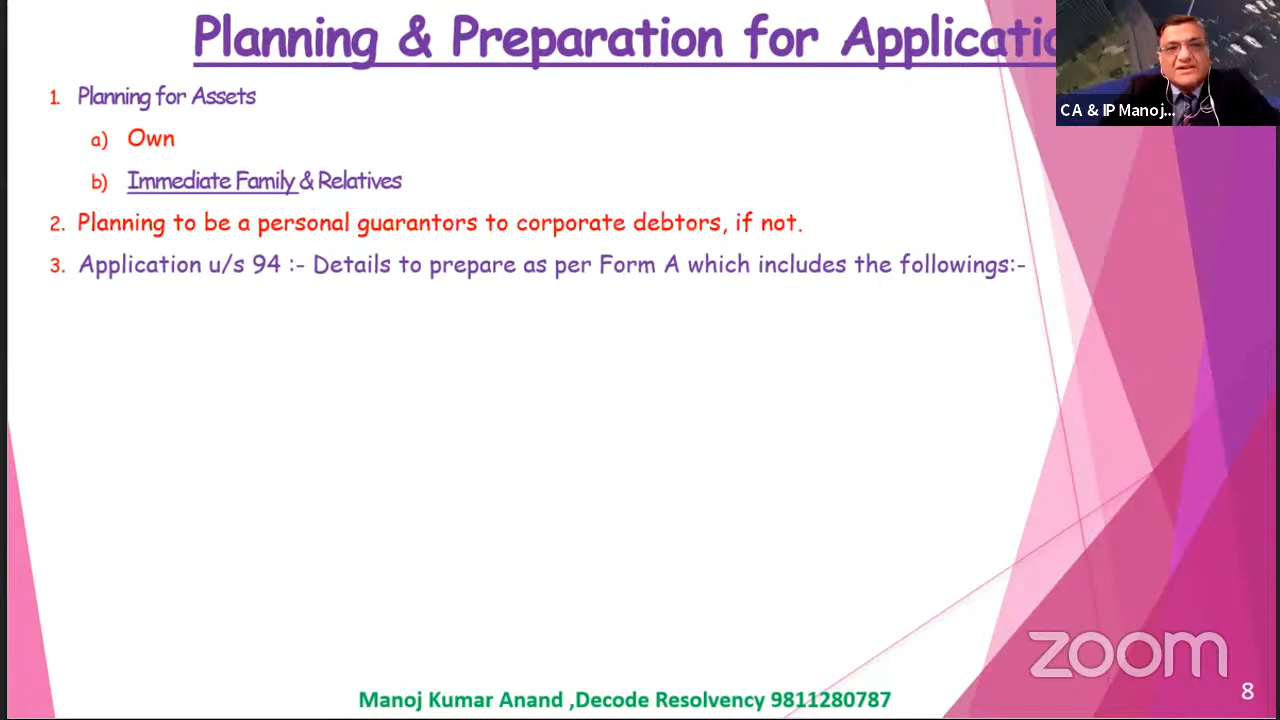 Planning & Preparation for Applicatio
CA & IP Manoj...
1. Planning for Assets
a) Own
b) Immediate Family & Relatives
2. Planning to be a personal guarantors to corporate debtors, if not.
3. Application u/s 94 :- Details to prepare as per Form A which includes the followings:-
zoom
Manoj Kumar Anand ,Decode Resolvency 9811280787
8